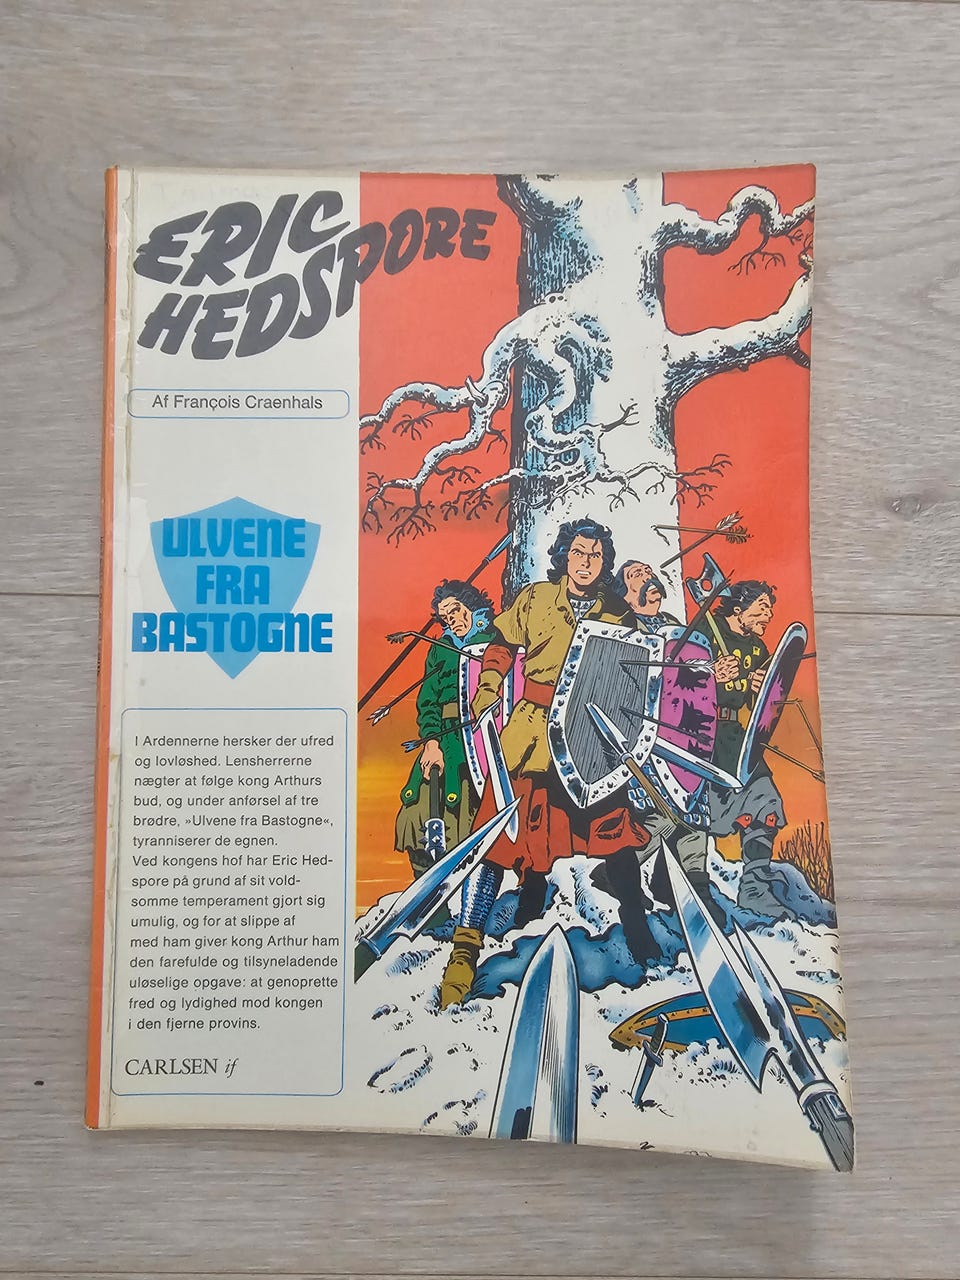 ERIC
HEDSPORE
Af François Craenhals
ULVENE
FRA
BASTOGNE
I Ardennerne hersker der ufred
og lovløshed. Lensherrerne
nægter at følge kong Arthurs
bud, og under anførsel af tre
brødre, »Ulvene fra Bastogne«,
tyranniserer de egnen.
Ved kongens hof har Eric Hed-
spore på grund af sit vold-
somme temperament gjort sig
umulig, og for at slippe af
med ham giver kong Arthur ham
den farefulde og tilsyneladende
uløselige opgave: at genoprette
fred og lydighed mod kongen
i den fjerne provins.
CARLSEN if